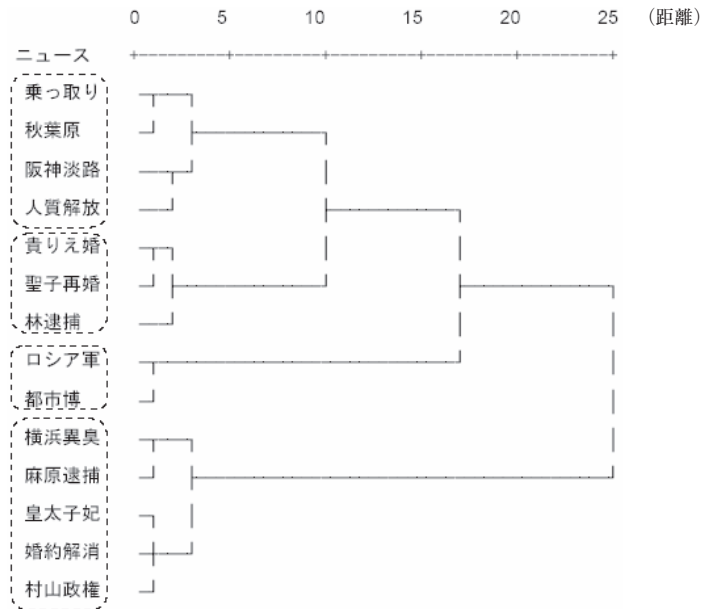 0 5 10 15 20 25 （距離）
ニュース
乗っ取り
秋葉原
阪神淡路
人質解放
貴りえ婚
聖子再婚
林逮捕
ロシア軍
都市博
横浜異臭
麻原逮捕
皇太子妃
婚約解消
村山政権